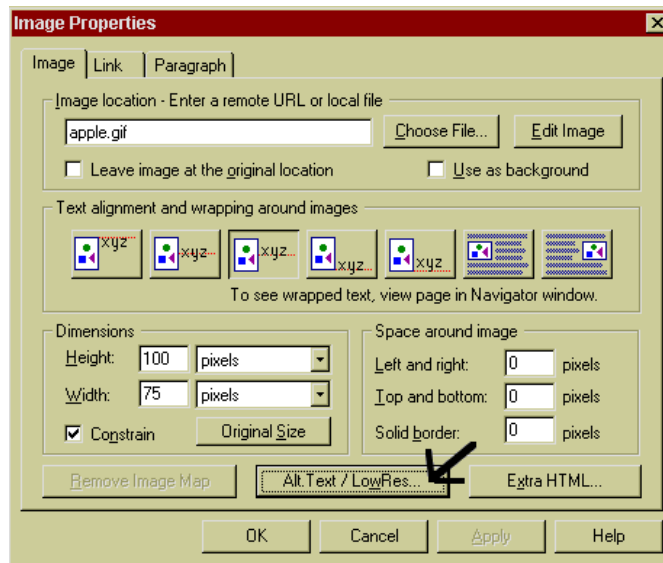 Image Properties
Image Link Paragraph
Image location - Enter a remote URL or local file
apple.gif Choose File... Edit Image
Leave image at the original location Use as background
Text alignment and wrapping around images
xyz xyz xyz... xyz... xyz
To see wrapped text, view page in Navigator window.
Dimensions Space around image
Height: 100 pixels Left and right: 0 pixels
Width: 75 pixels Top and bottom: 0 pixels
Constrain Original Size Solid border: 0 pixels
Remove Image Map Alt.Text / LowRes... Extra HTML...
OK Cancel Apply Help